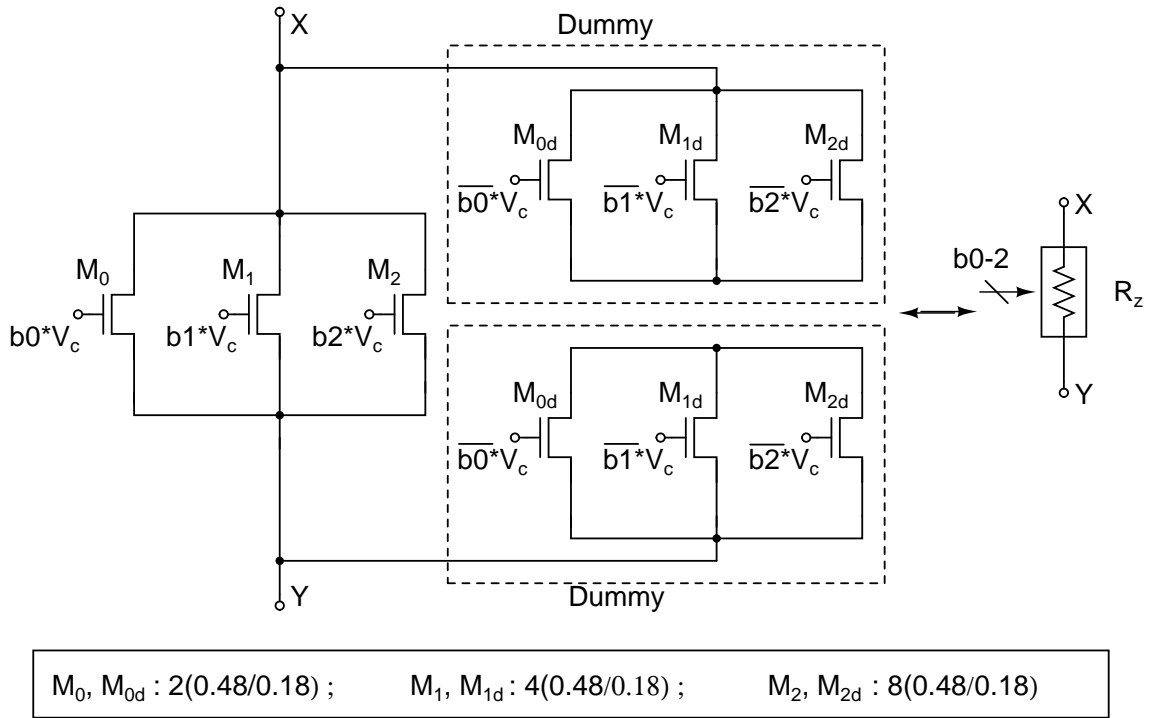 X
Dummy
M0d
M1d
M2d
b0̅*Vc
b1̅*Vc
b2̅*Vc
M0
M1
M2
b0*Vc
b1*Vc
b2*Vc
X
b0-2
Rz
Y
M0d
M1d
M2d
b0̅*Vc
b1̅*Vc
b2̅*Vc
Y
Dummy
M0, M0d : 2(0.48/0.18) ; M1, M1d : 4(0.48/0.18) ; M2, M2d : 8(0.48/0.18)